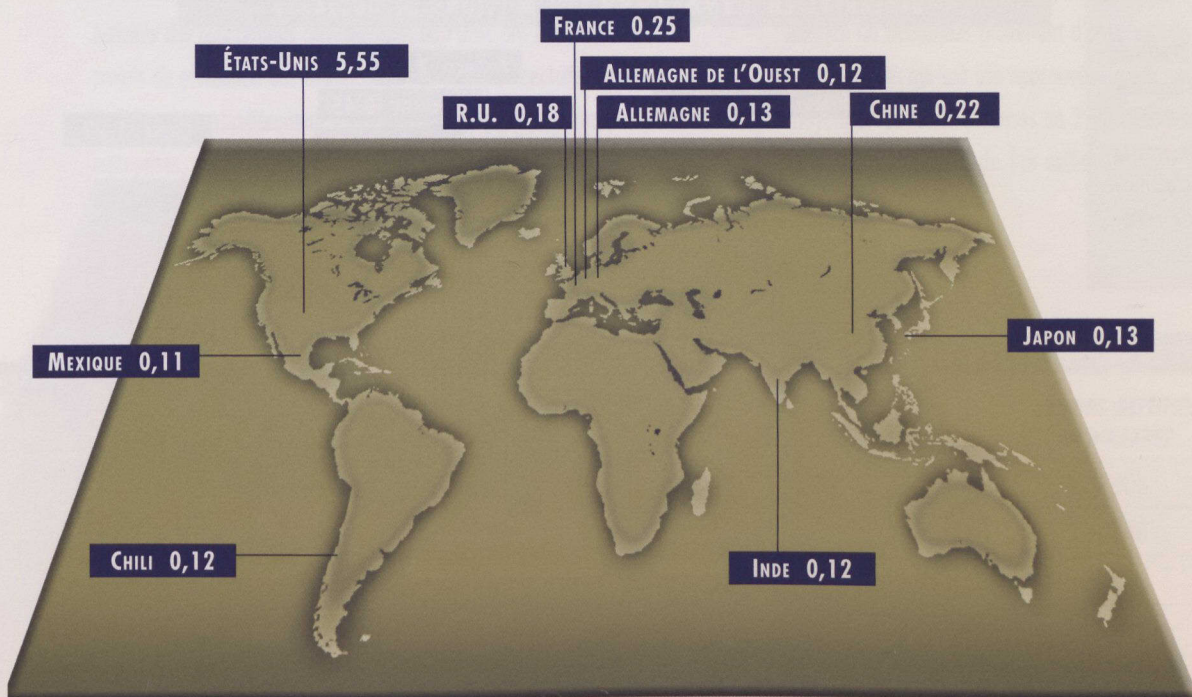 FRANCE 0.25
ÉTATS-UNIS 5,55
ALLEMAGNE DE L'OUEST 0,12
R.U. 0,18
ALLEMAGNE 0,13
CHINE 0,22
JAPON 0,13
MEXIQUE 0,11
CHILI 0,12
INDE 0,12